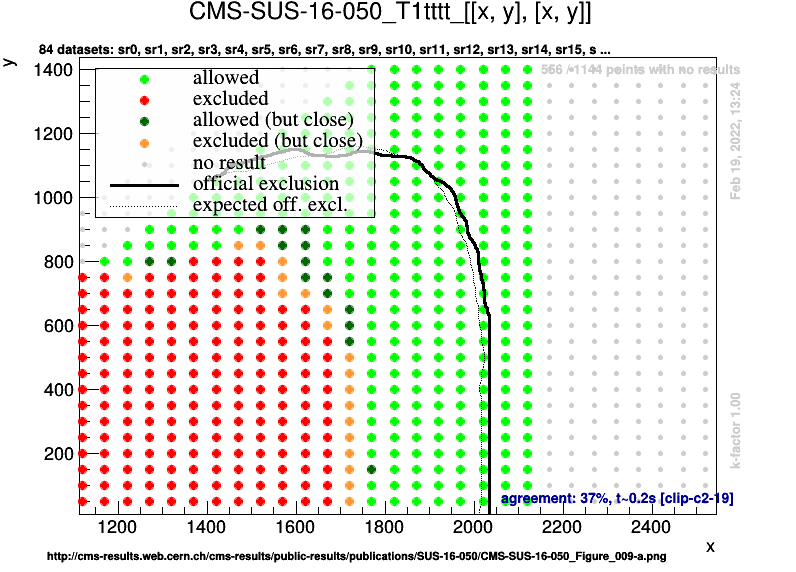 CMS-SUS-16-050_T1tttt_[[x, y], [x, y]]
84 datasets: sr0, sr1, sr2, sr3, sr4, sr5, sr6, sr7, sr8, sr9, sr10, sr11, sr12, sr13, sr14, sr15, s ...
y
556 / 1144 points with no results
allowed
excluded
allowed (but close)
excluded (but close)
no result
official exclusion
expected off. excl.
Feb 19, 2022, 13:24
k-factor 1.00
1400
1200
1000
800
600
400
200
agreement: 37%, t~0.2s [clip-c2-19]
1200 1400 1600 1800 2000 2200 2400
x
http://cms-results.web.cern.ch/cms-results/public-results/publications/SUS-16-050/CMS-SUS-16-050_Figure_009-a.png